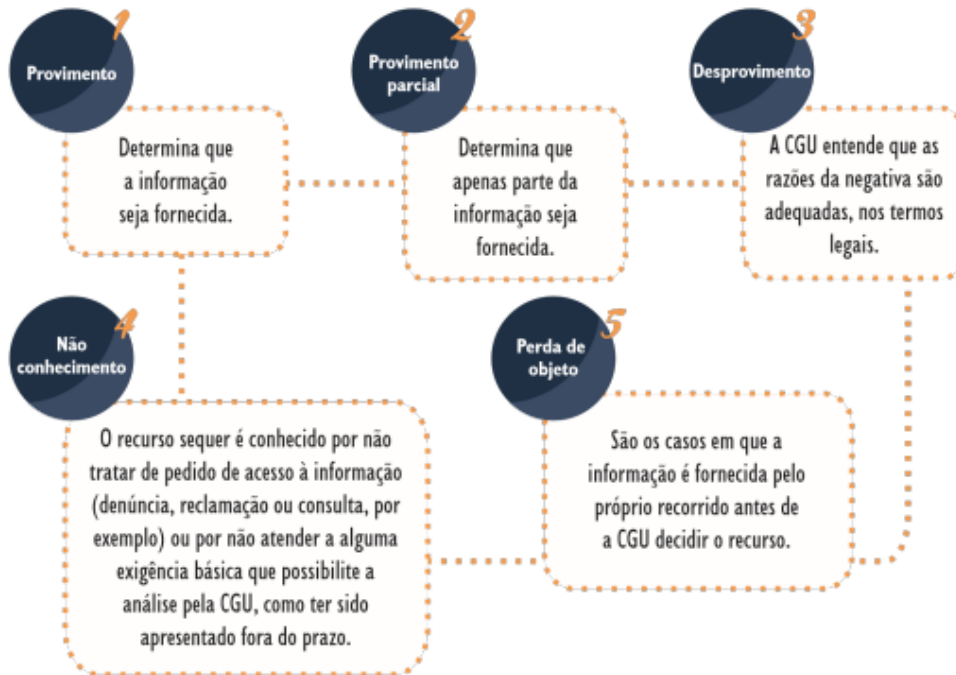 1
Provimento
Determina que
a informação
seja fornecida.
2
Provimento
parcial
Determina que
apenas parte da
informação seja
fornecida.
3
Desprovimento
A CGU entende que as
razões da negativa são
adequadas, nos termos
legais.
4
Não
conhecimento
O recurso sequer é conhecido por não
tratar de pedido de acesso à informação
(denúncia, reclamação ou consulta, por
exemplo) ou por não atender a alguma
exigência básica que possibilite a
análise pela CGU, como ter sido
apresentado fora do prazo.
5
Perda de
objeto
São os casos em que a
informação é fornecida pelo
próprio recorrido antes de
a CGU decidir o recurso.